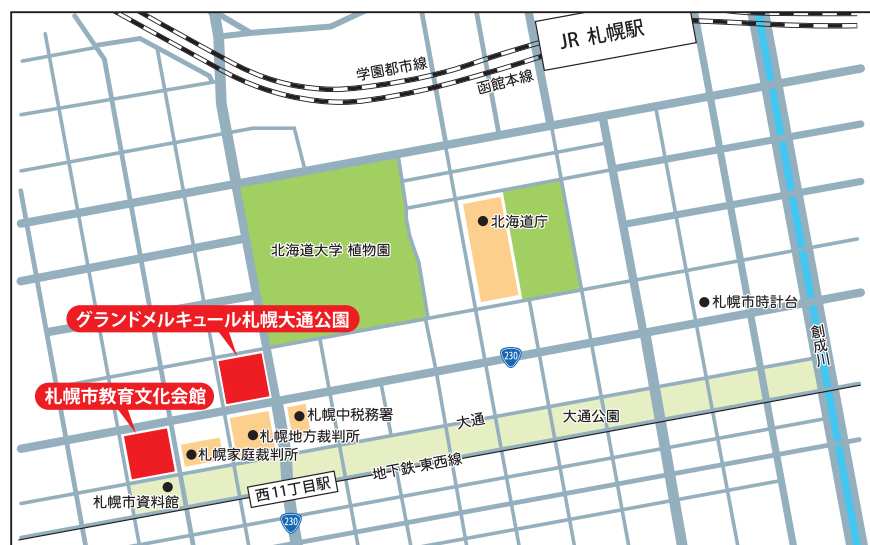 JR 札幌駅
学園都市線
函館本線
北海道庁
北海道大学 植物園
札幌市時計台
グランドメルキュール札幌大通公園
創成川
230
札幌市教育文化会館
札幌中税務署
大通
大通公園
札幌地方裁判所
札幌家庭裁判所
地下鉄 東西線
西11丁目駅
札幌市資料館
230